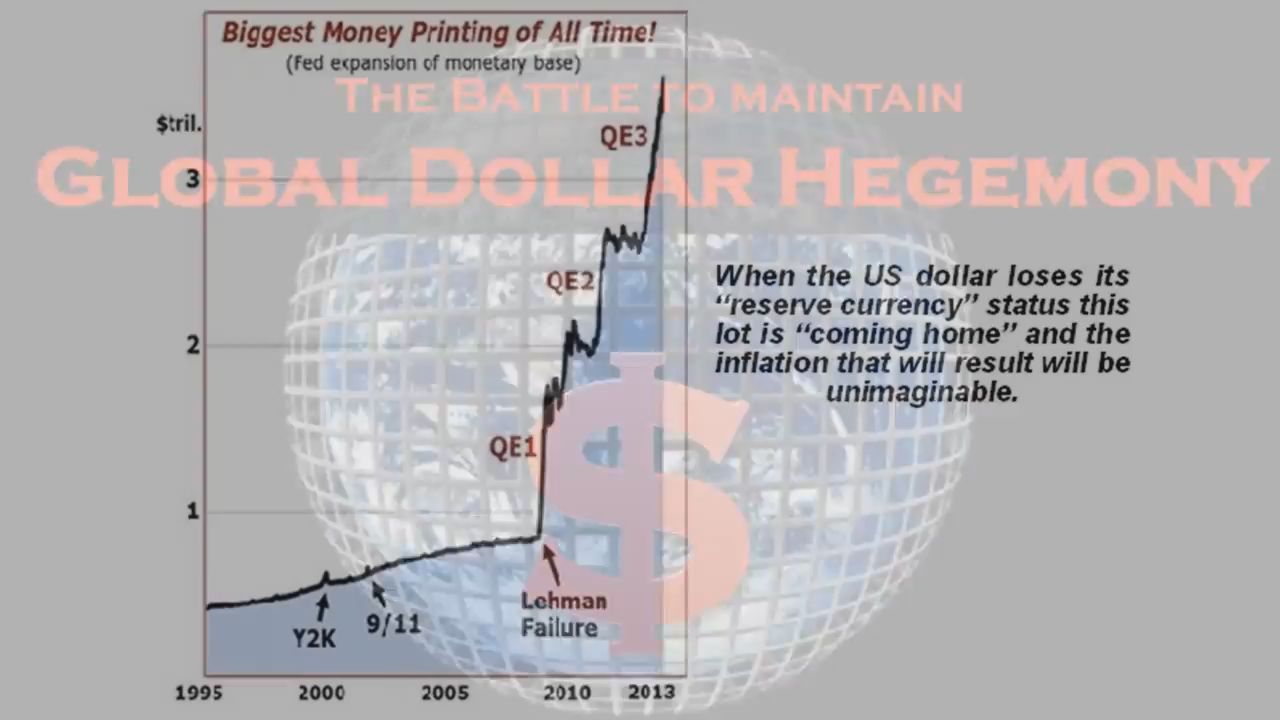 Biggest Money Printing of All Time!
(Fed expansion of monetary base)
THE BATTLE TO MAINTAIN
GLOBAL DOLLAR HEGEMONY
$tril.
3
2
1
QE3
QE2
QE1
Lehman
Failure
9/11
Y2K
1995 2000 2005 2010 2013
When the US dollar loses its
“reserve currency” status this
lot is “coming home” and the
inflation that will result will be
unimaginable.
$